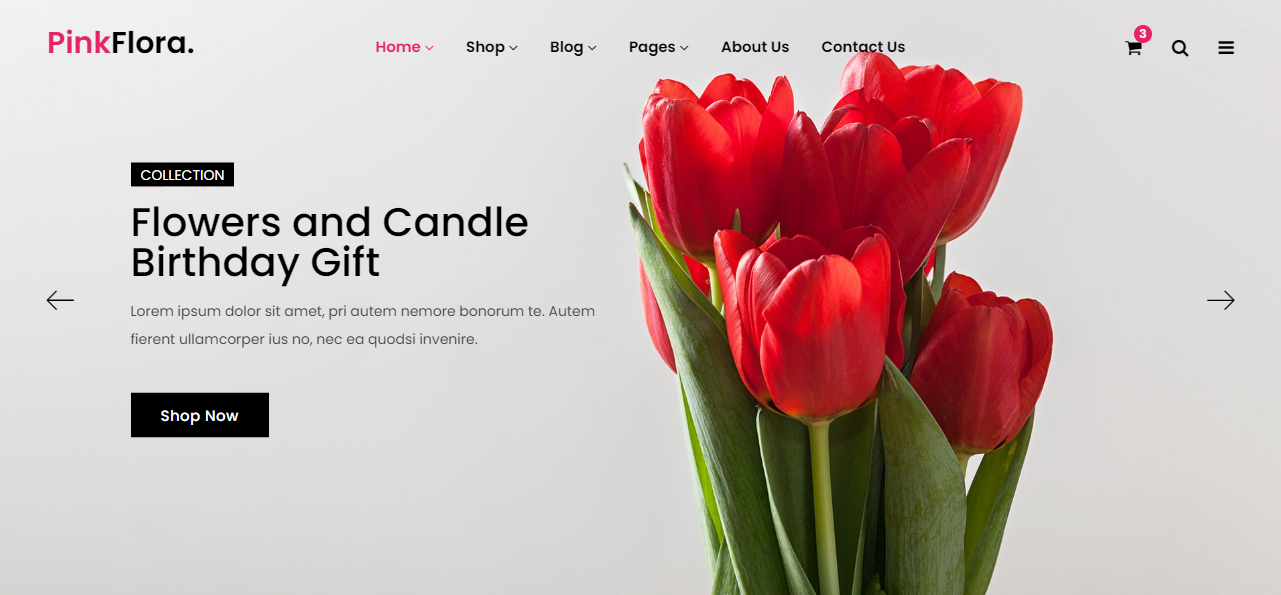 PinkFlora.
Home Shop Blog Pages About Us Contact Us
3
COLLECTION
Flowers and Candle
Birthday Gift
Lorem ipsum dolor sit amet, pri autem nemore bonorum te. Autem
fierent ullamcorper ius no, nec ea quodsi invenire.
Shop Now